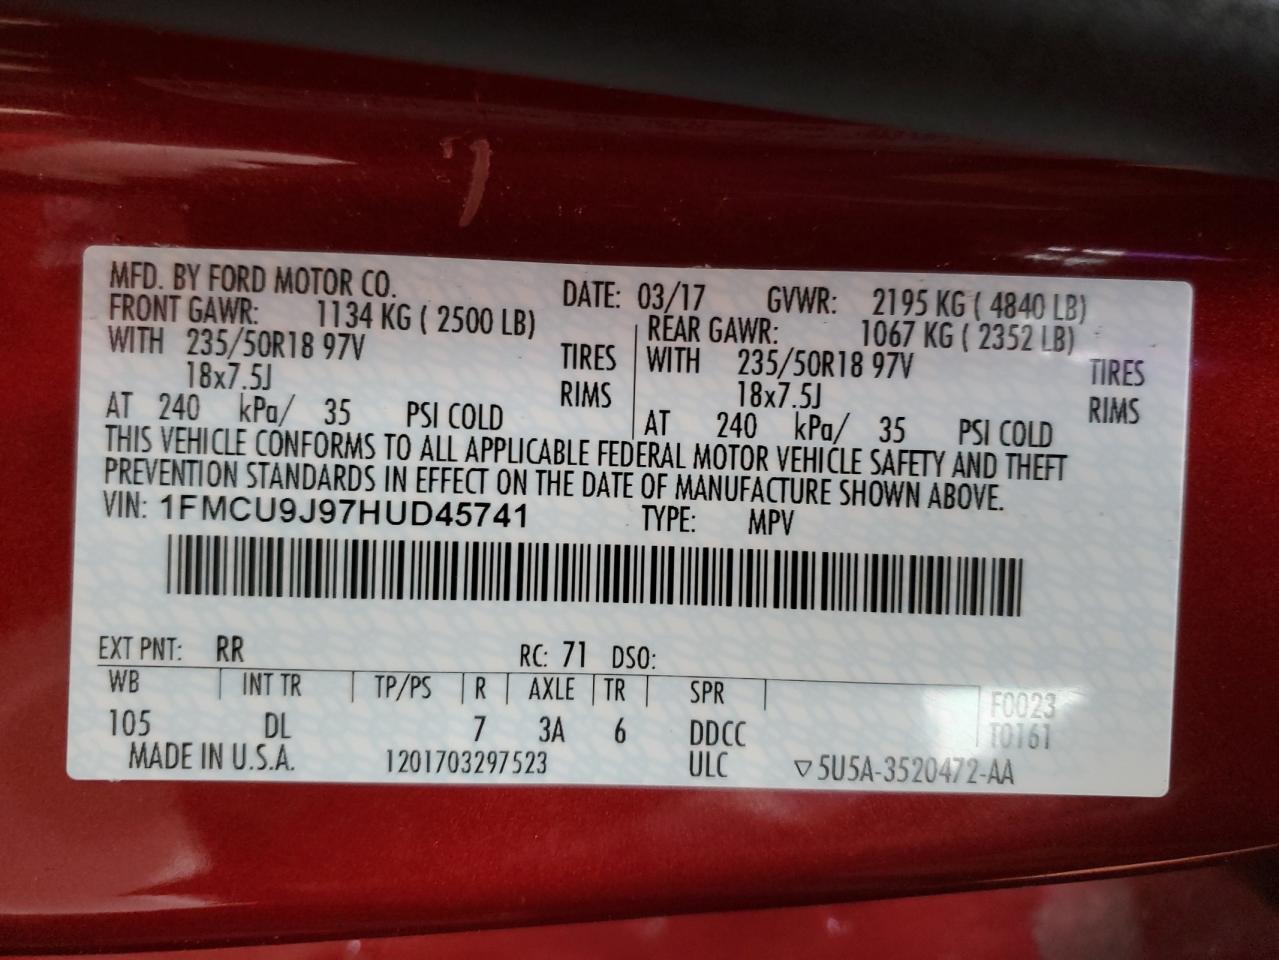 MFD. BY FORD MOTOR CO. DATE: 03/17 GVWR: 2195 KG ( 4840 LB)
FRONT GAWR: 1134 KG ( 2500 LB) REAR GAWR: 1067 KG ( 2352 LB)
WITH 235/50R18 97V TIRES WITH 235/50R18 97V TIRES
18x7.5J RIMS 18x7.5J RIMS
AT 240 kPa/ 35 PSI COLD AT 240 kPa/ 35 PSI COLD
THIS VEHICLE CONFORMS TO ALL APPLICABLE FEDERAL MOTOR VEHICLE SAFETY AND THEFT
PREVENTION STANDARDS IN EFFECT ON THE DATE OF MANUFACTURE SHOWN ABOVE.
VIN: 1FMCU9J97HUD45741 TYPE: MPV
EXT PNT: RR RC: 71 DSO:
WB INT TR TP/PS R AXLE TR SPR F0023
105 DL 7 3A 6 DDCC T0161
MADE IN U.S.A. 1201703297523 ULC ▽5U5A-3520472-AA